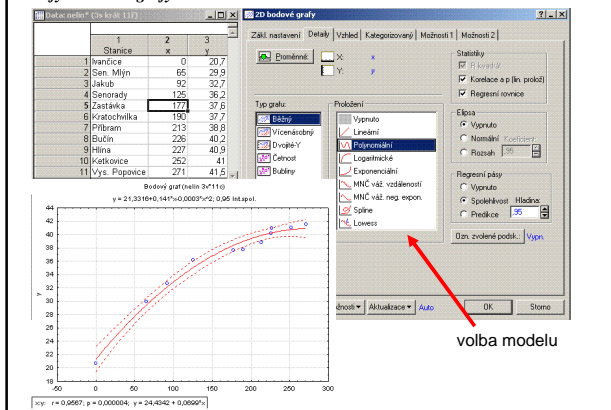 Data: nelin* (3s krát 11ř)
1 2 3
Stanice x y
1 Ivančice 0 20,7
2 Sen. Mlýn 65 29,9
3 Jakub 92 32,7
4 Senorady 125 36,2
5 Zastávka 177 37,6
6 Kratochvilka 190 37,7
7 Příbram 213 38,8
8 Bučín 226 40,2
9 Hlína 227 40,9
10 Ketkovice 252 41
11 Vys. Popovice 271 41,5
2D bodové grafy
Zákl. nastavení Detaily Vzhled Kategorizovaný Možnosti 1 Možnosti 2
Proměnné: X: x
Y: y
Typ grafu:
Běžný
Vícenásobný
Dvojité-Y
Četnost
Bubliny
Proložení
Vypnuto
Lineární
Polynomiální
Logaritmické
Exponenciální
MNČ váž. vzdáleností
MNČ váž. neg. expon.
Spline
Lowess
Statistiky
R kvadrát
Korelace a p (lin. prolož)
Regresní rovnice
Elipsa
Vypnuto
Normální Koeficient:
Rozsah .95
Regresní pásy
Vypnuto
Spolehlivost Hladina:
Predikce .95
Ozn. zvolené podsk.: Vypn.
Aktualizace Auto OK Storno
Bodový graf (nelin 3v*11c)
y = 21,3316+0,141*x-0,0003*x^2; 0,95 Int.spol.
44
42
40
38
36
34
32
30
28
26
24
22
20
18
y
-50 0 50 100 150 200 250 300
x:y: r = 0,9567; p = 0,000004; y = 24,4342 + 0,0699*x
volba modelu